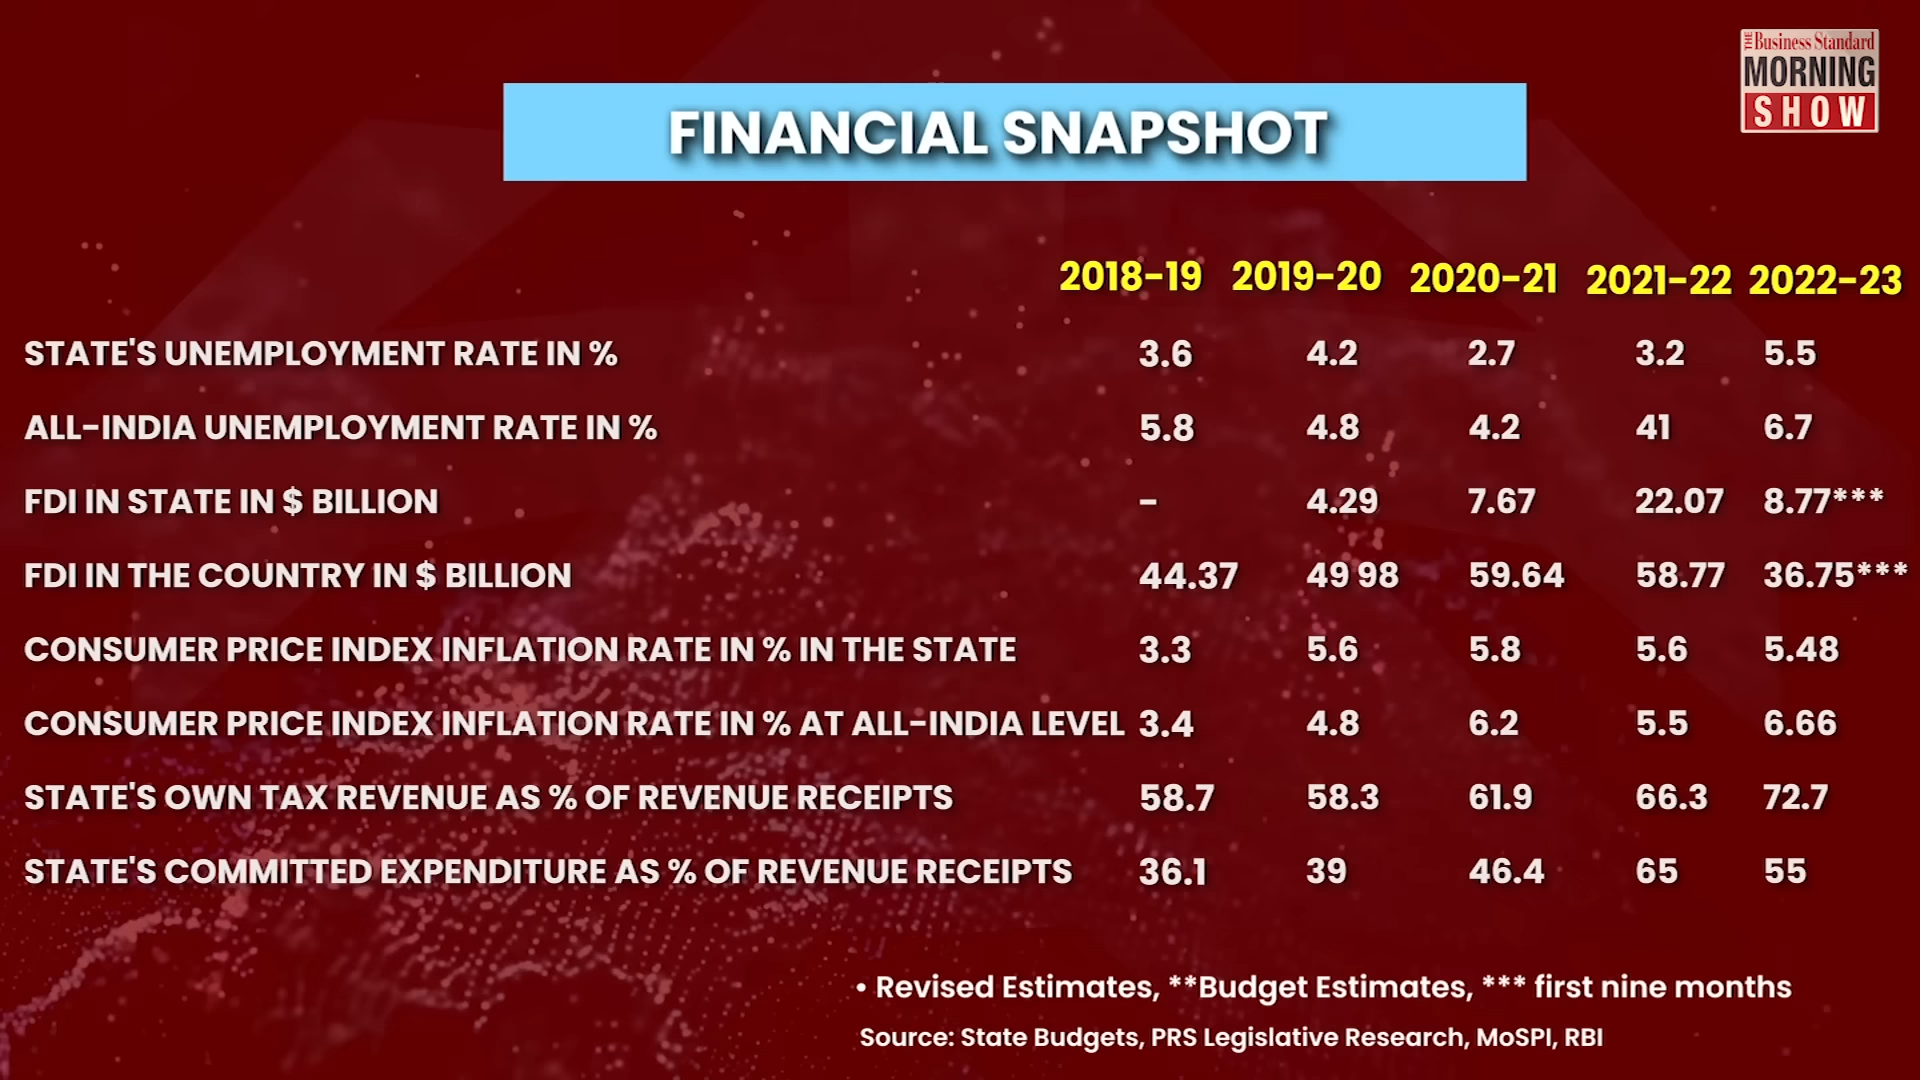 THE Business Standard
MORNING
SHOW
FINANCIAL SNAPSHOT
2018-19 2019-20 2020-21 2021-22 2022-23
STATE'S UNEMPLOYMENT RATE IN % 3.6 4.2 2.7 3.2 5.5
ALL-INDIA UNEMPLOYMENT RATE IN % 5.8 4.8 4.2 41 6.7
FDI IN STATE IN $ BILLION - 4.29 7.67 22.07 8.77***
FDI IN THE COUNTRY IN $ BILLION 44.37 49 98 59.64 58.77 36.75***
CONSUMER PRICE INDEX INFLATION RATE IN % IN THE STATE 3.3 5.6 5.8 5.6 5.48
CONSUMER PRICE INDEX INFLATION RATE IN % AT ALL-INDIA LEVEL 3.4 4.8 6.2 5.5 6.66
STATE'S OWN TAX REVENUE AS % OF REVENUE RECEIPTS 58.7 58.3 61.9 66.3 72.7
STATE'S COMMITTED EXPENDITURE AS % OF REVENUE RECEIPTS 36.1 39 46.4 65 55
• Revised Estimates, **Budget Estimates, *** first nine months
Source: State Budgets, PRS Legislative Research, MoSPI, RBI